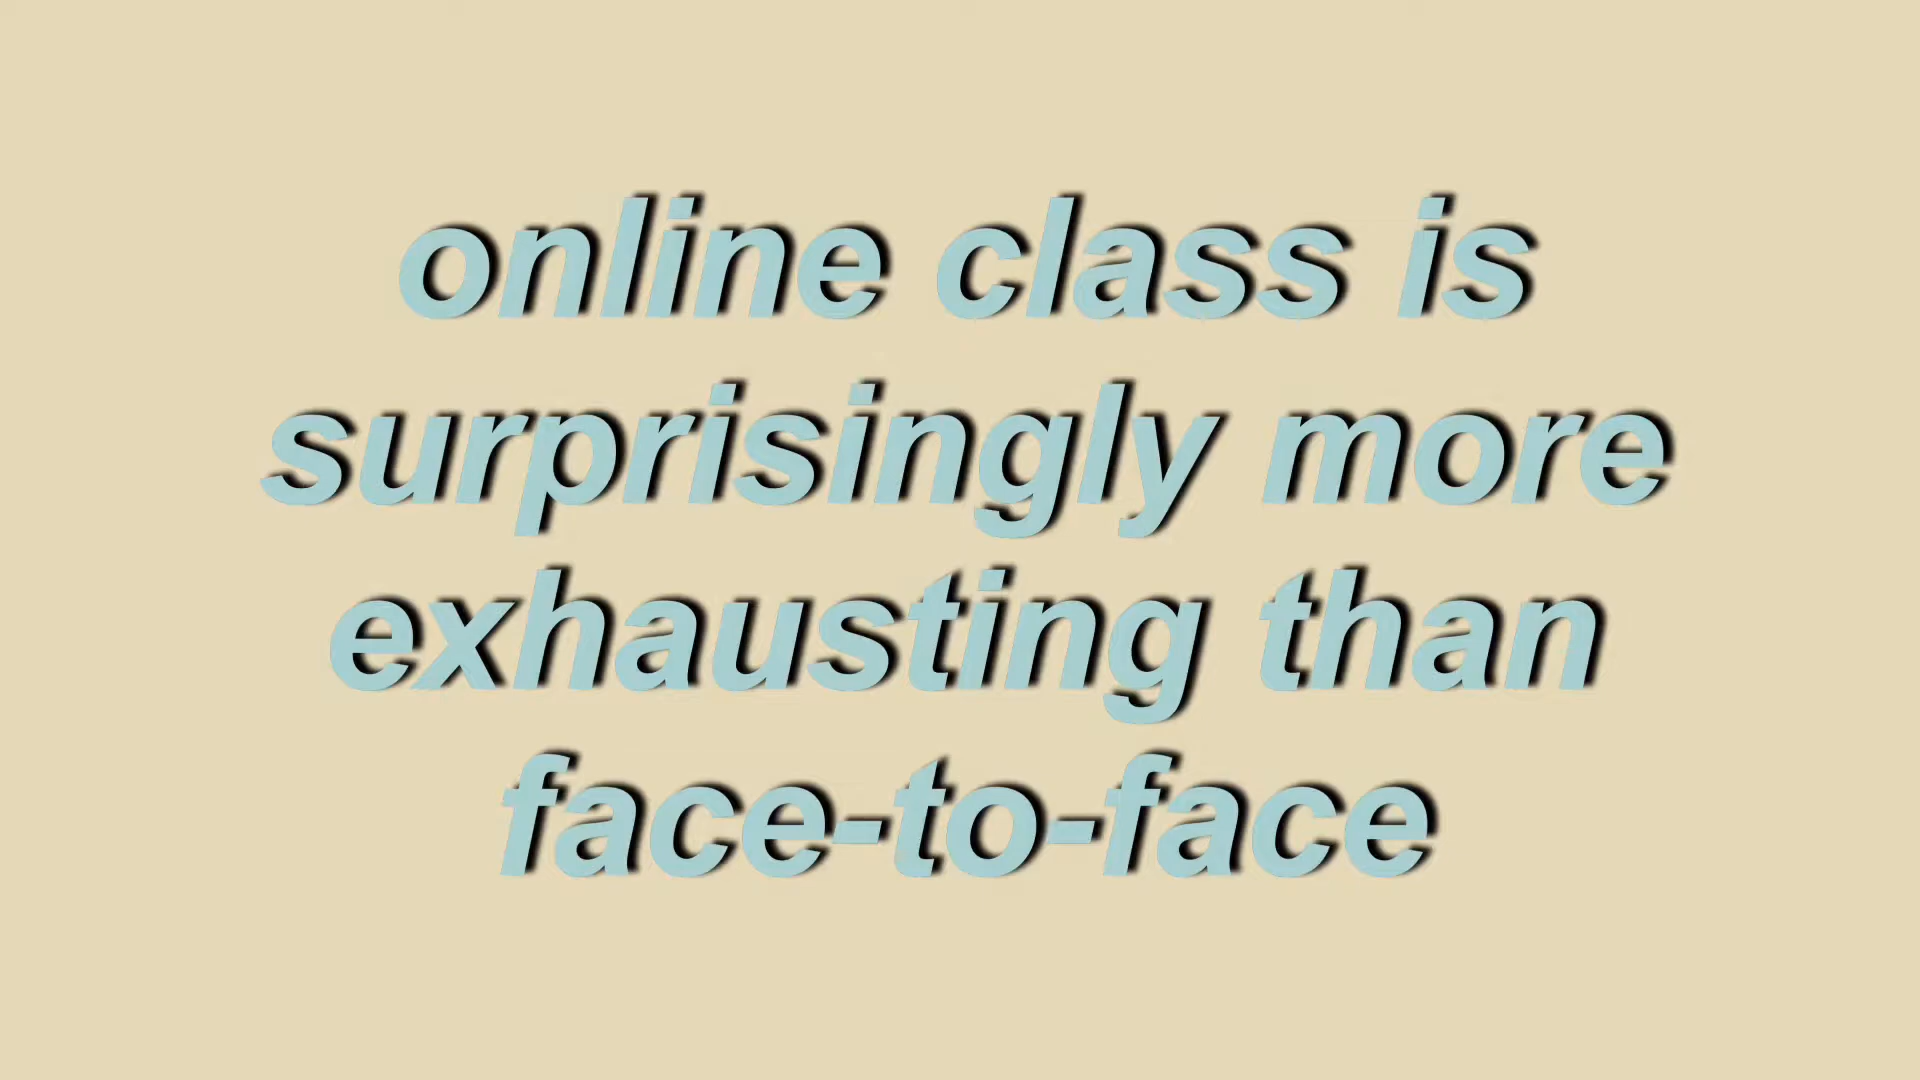 online class is
surprisingly more
exhausting than
face-to-face